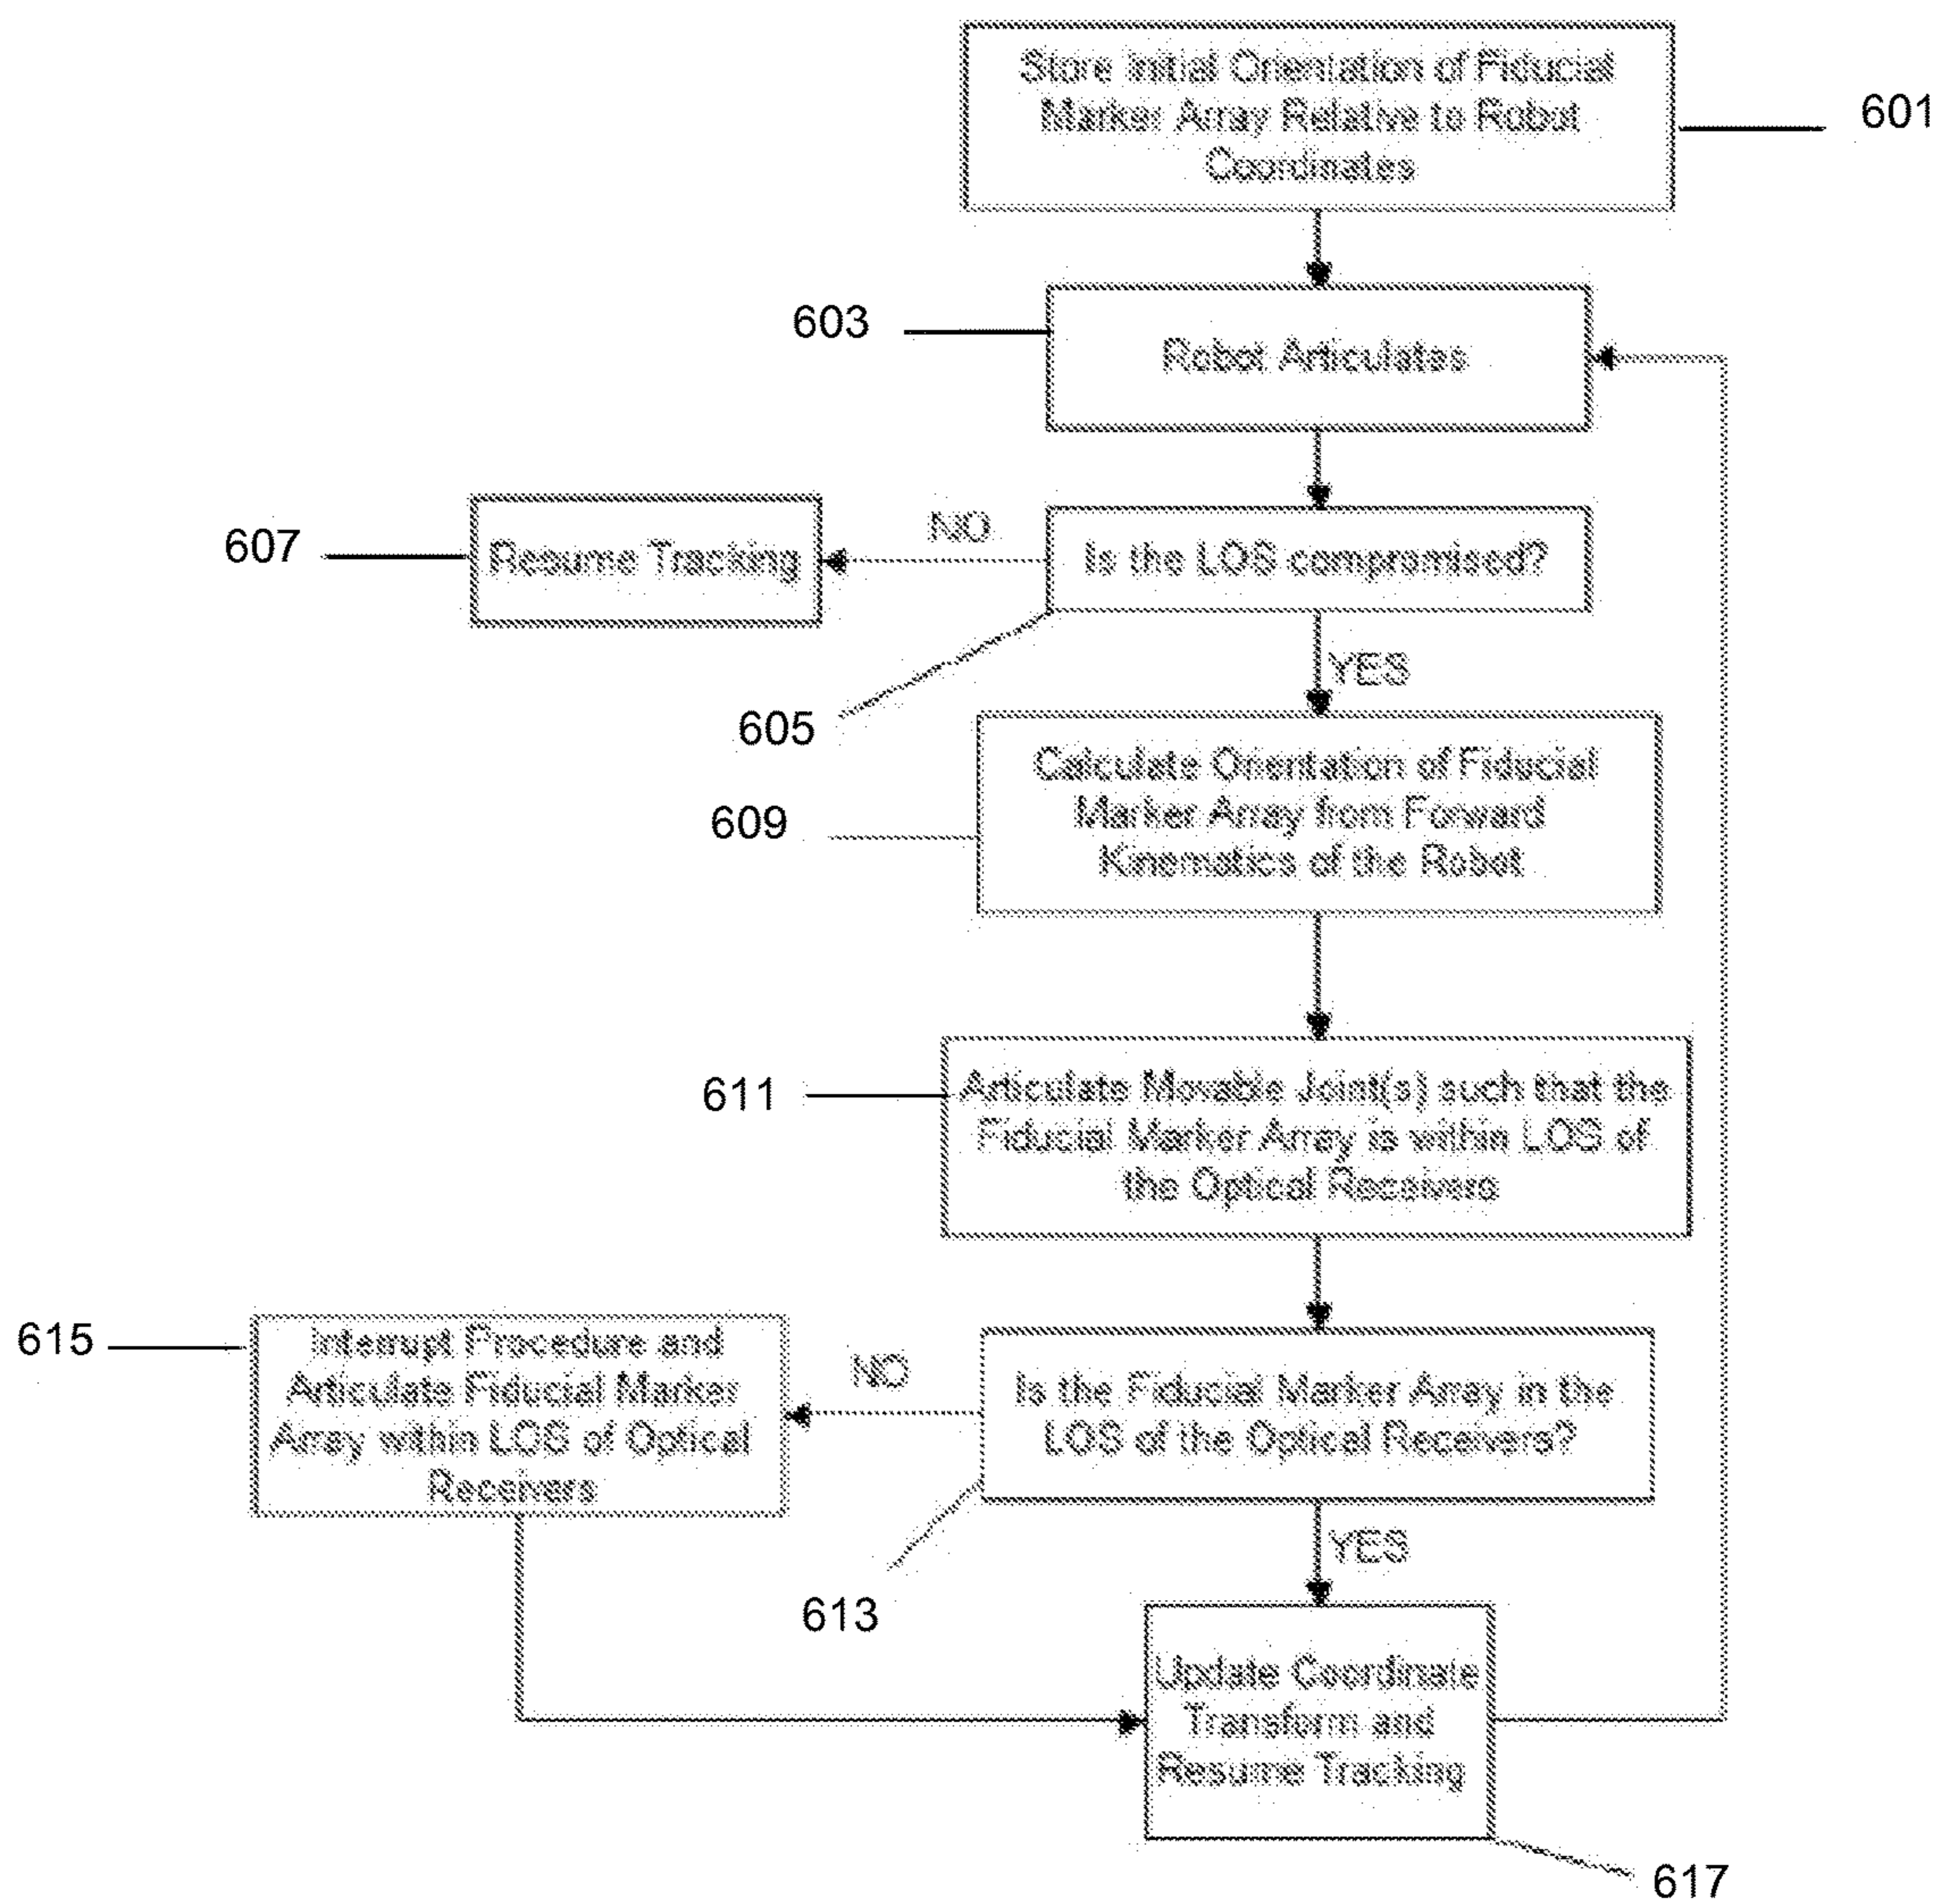 Store Initial Orientation of Fiducial
Marker Array Relative to Robot
Coordinates
601
603
Robot Articulates
607
Resume Tracking
NO
Is the LOS compromised?
605
YES
609
Calculate Orientation of Fiducial
Marker Array from Forward
Kinematics of the Robot
611
Articulate Movable Joint(s) such that the
Fiducial Marker Array is within LOS of
the Optical Receivers
615
Interrupt Procedure and
Articulate Fiducial Marker
Array within LOS of Optical
Receivers
NO
Is the Fiducial Marker Array in the
LOS of the Optical Receivers?
613
YES
Update Coordinate
Transform and
Resume Tracking
617